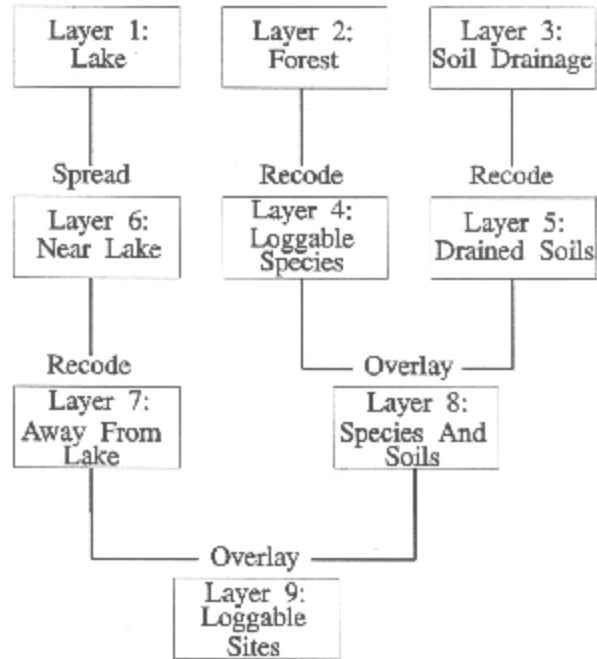 Layer 1:
Lake
Layer 2:
Forest
Layer 3:
Soil Drainage
Spread
Recode
Recode
Layer 6:
Near Lake
Layer 4:
Loggable
Species
Layer 5:
Drained Soils
Recode
Overlay
Layer 7:
Away From
Lake
Layer 8:
Species And
Soils
Overlay
Layer 9:
Loggable
Sites